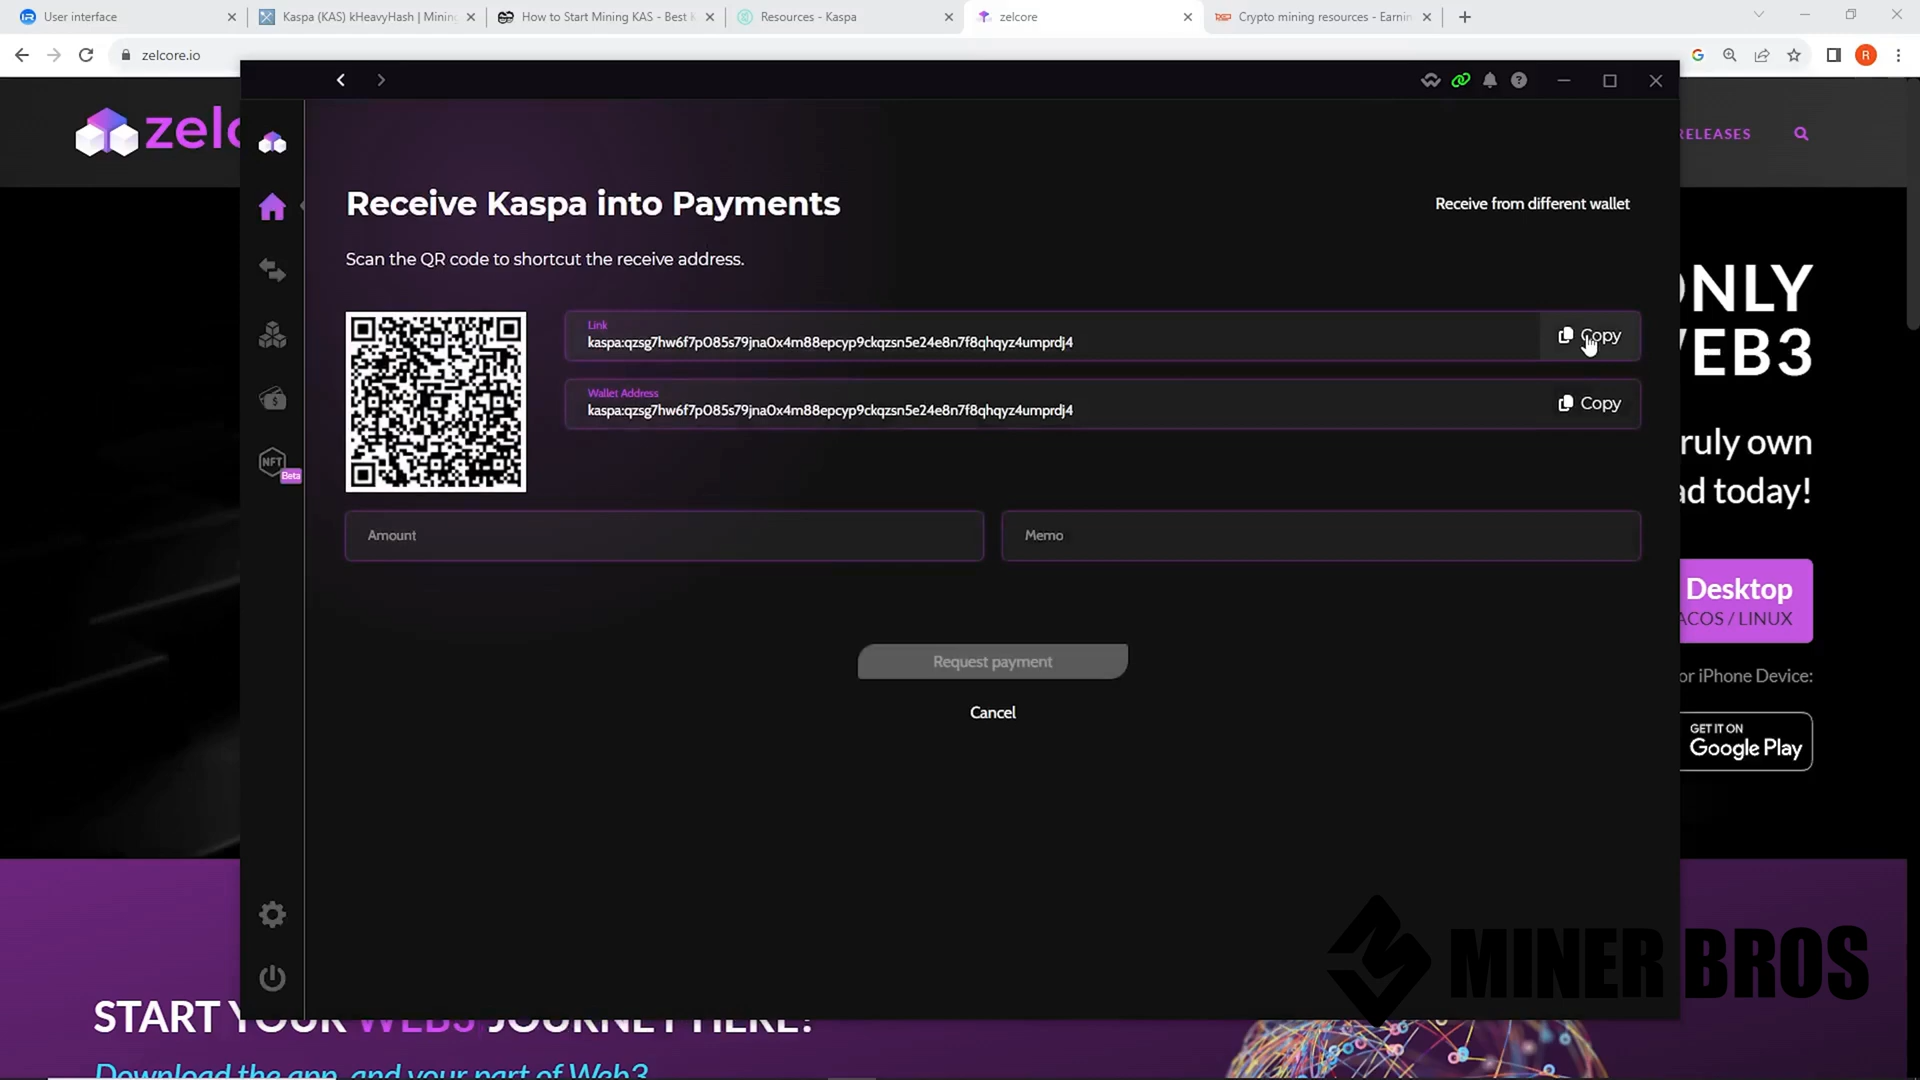 User interface
Kaspa (KAS) kHeavyHash | Mining
How to Start Mining KAS - Best K
Resources - Kaspa
zelcore
Crypto mining resources - Earnin
zelcore.io
R
zelc
RELEASES
Receive Kaspa into Payments
Receive from different wallet
Scan the QR code to shortcut the receive address.
Link
kaspa:qzsg7hw6f7p085s79jna0x4m88epcyp9ckqzsn5e24e8n7f8qhqyz4umprdj4
Copy
Wallet Address
kaspa:qzsg7hw6f7p085s79jna0x4m88epcyp9ckqzsn5e24e8n7f8qhqyz4umprdj4
Copy
NFT
Beta
Amount
Memo
Request payment
Cancel
ONLY
WEB3
ruly own
ad today!
Desktop
ACOS / LINUX
or iPhone Device:
GET IT ON
Google Play
MINER BROS
START YOUR WEB3 JOURNEY HERE!
Download the app, and your part of Web3